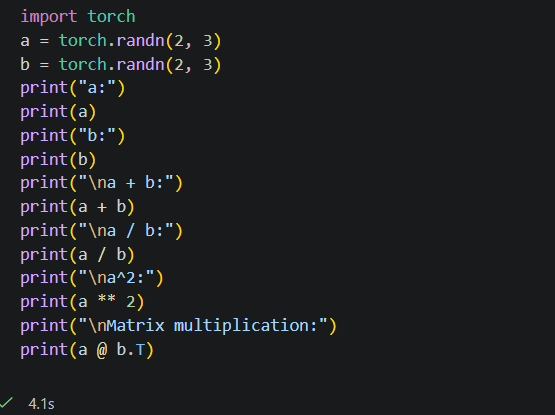 import torch
a = torch.randn(2, 3)
b = torch.randn(2, 3)
print("a:")
print(a)
print("b:")
print(b)
print("\na + b:")
print(a + b)
print("\na / b:")
print(a / b)
print("\na^2:")
print(a ** 2)
print("\nMatrix multiplication:")
print(a @ b.T)
4.1s